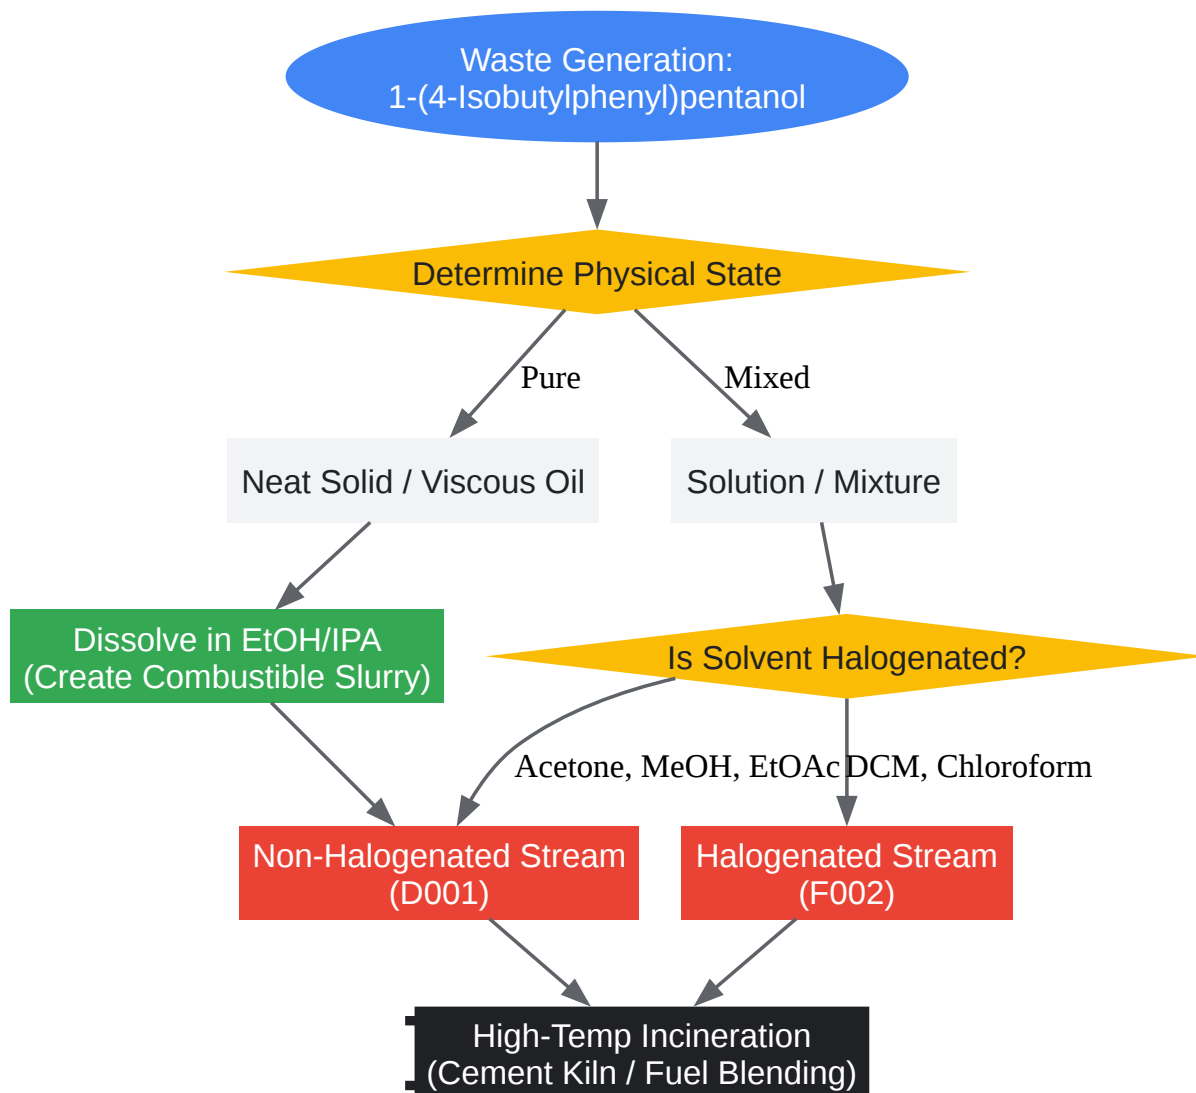 Waste Generation:
1-(4-Isobutylphenyl)pentanol
Determine Physical State
Pure
Mixed
Neat Solid / Viscous Oil
Solution / Mixture
Dissolve in EtOH/IPA
(Create Combustible Slurry)
Is Solvent Halogenated?
Acetone, MeOH, EtOAc
DCM, Chloroform
Non-Halogenated Stream
(D001)
Halogenated Stream
(F002)
High-Temp Incineration
(Cement Kiln / Fuel Blending)